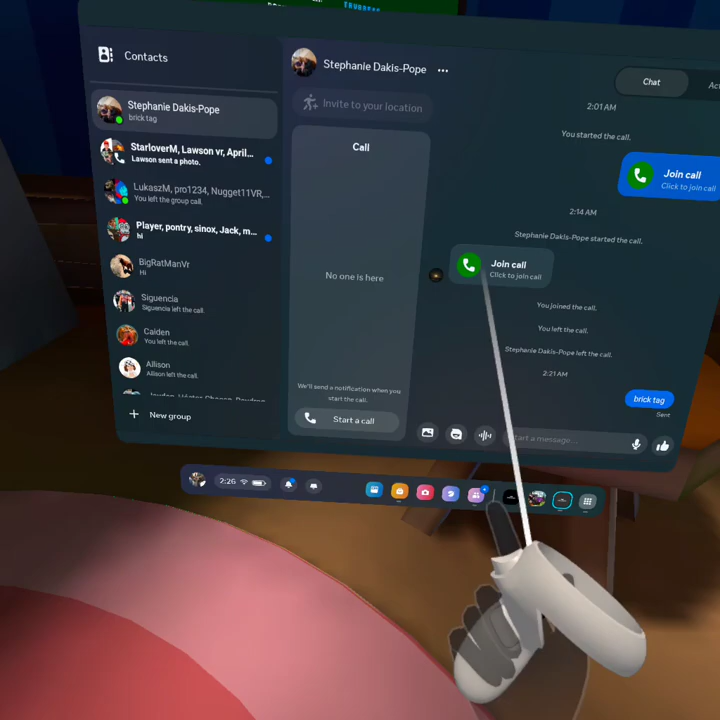 THURSDAY
Contacts
Stephanie Dakis-Pope
brick tag
StarloverM, Lawson vr, April...
Lawson sent a photo.
LukaszM, pro1234, Nugget11VR,...
You left the group call.
Player, pontry, sinox, Jack, m...
hi
BigRatManVr
Hi
Siguencia
Siguencia left the call.
Caiden
You left the call.
Allison
Allison left the call.
New group
Stephanie Dakis-Pope
Invite to your location
Call
No one is here
We'll send a notification when you
start the call.
Start a call
Chat
2:01 AM
You started the call.
Join call
Click to join call
2:14 AM
Stephanie Dakis-Pope started the call.
Join call
Click to join call
You joined the call.
You left the call.
Stephanie Dakis-Pope left the call.
2:21 AM
brick tag
Sent
Start a message...
2:26